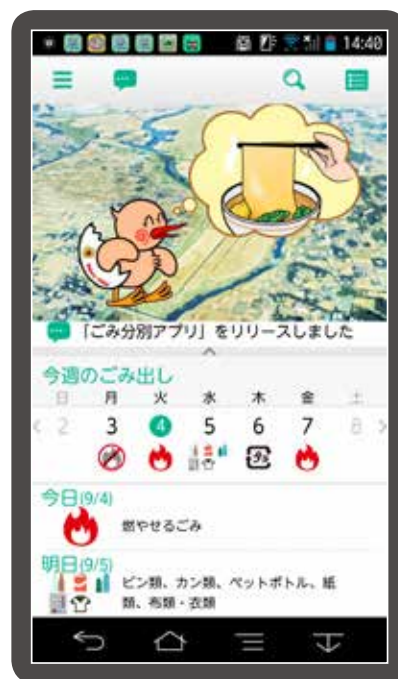 14:40
「ごみ分別アプリ」をリリースしました
今週のごみ出し
日 月 火 水 木 金 土
2 3 4 5 6 7 8
今日(9/4)
燃やせるごみ
明日(9/5)
ビン類、カン類、ペットボトル、紙
類、布類・衣類